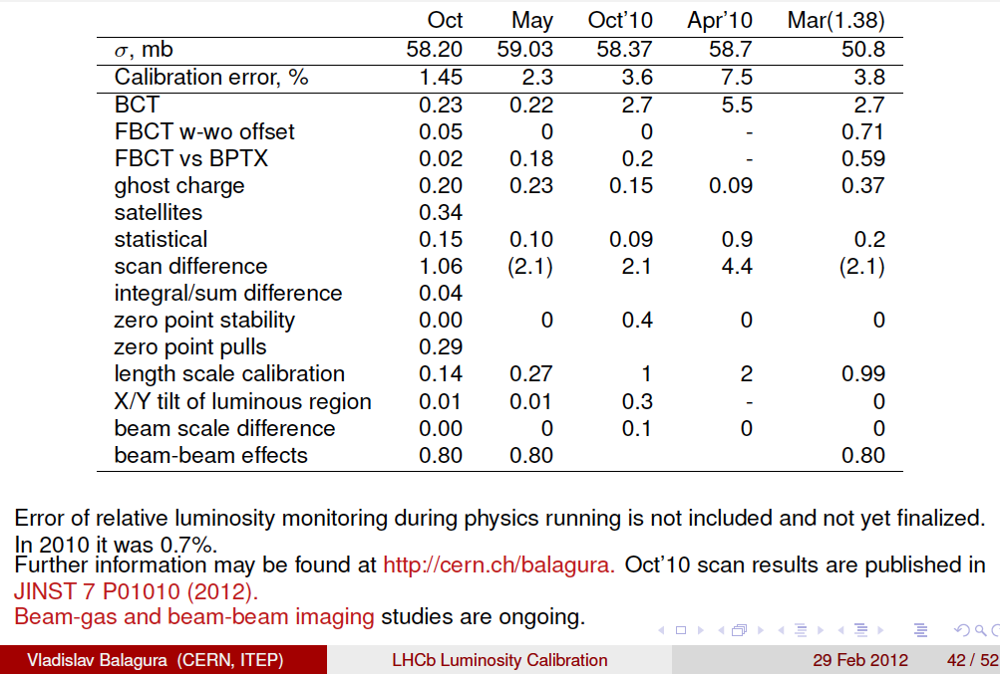 Oct May Oct'10 Apr'10 Mar(1.38)
σ, mb 58.20 59.03 58.37 58.7 50.8
Calibration error, % 1.45 2.3 3.6 7.5 3.8
BCT 0.23 0.22 2.7 5.5 2.7
FBCT w-wo offset 0.05 0 0 - 0.71
FBCT vs BPTX 0.02 0.18 0.2 - 0.59
ghost charge 0.20 0.23 0.15 0.09 0.37
satellites 0.34
statistical 0.15 0.10 0.09 0.9 0.2
scan difference 1.06 (2.1) 2.1 4.4 (2.1)
integral/sum difference 0.04
zero point stability 0.00 0 0.4 0 0
zero point pulls 0.29
length scale calibration 0.14 0.27 1 2 0.99
X/Y tilt of luminous region 0.01 0.01 0.3 - 0
beam scale difference 0.00 0 0.1 0 0
beam-beam effects 0.80 0.80 0.80
Error of relative luminosity monitoring during physics running is not included and not yet finalized.
In 2010 it was 0.7%.
Further information may be found at http://cern.ch/balagura. Oct'10 scan results are published in
JINST 7 P01010 (2012).
Beam-gas and beam-beam imaging studies are ongoing.
Vladislav Balagura (CERN, ITEP) LHCb Luminosity Calibration 29 Feb 2012 42 / 52